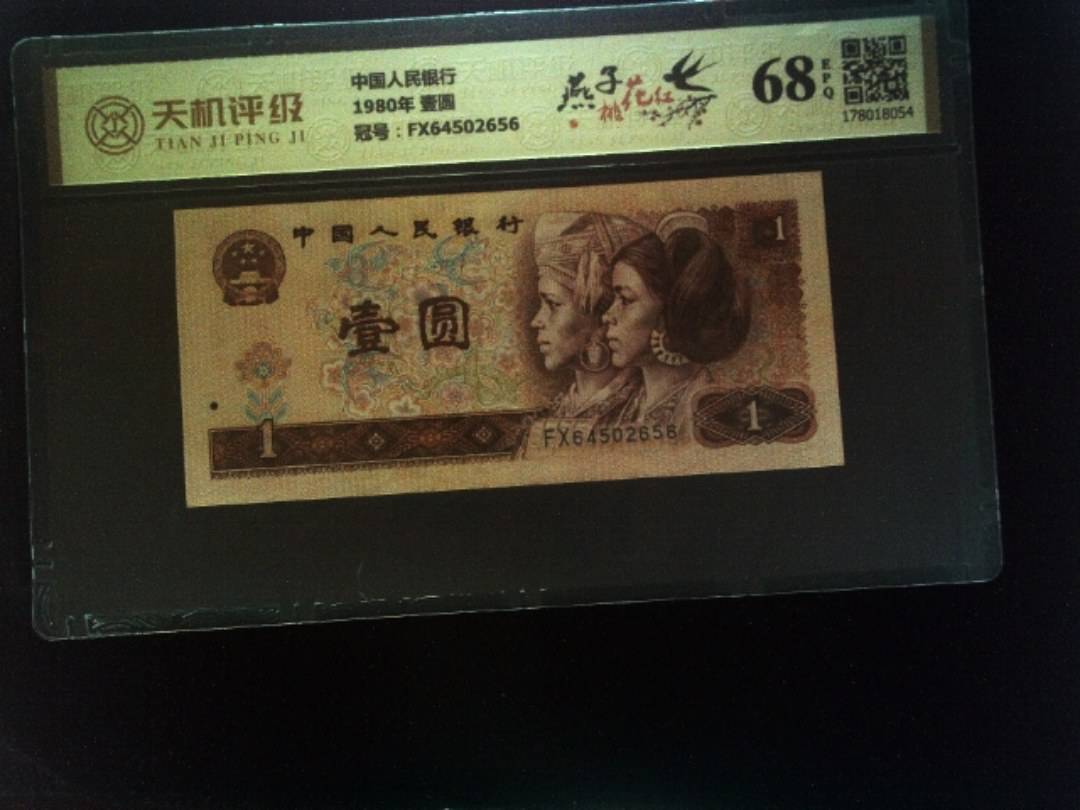 天机评级
TIAN JI PING JI
中国人民银行
1980年 壹圆
冠号：FX64502656
燕子
桃花红
68
EPQ
178018054
中国人民银行
1
壹圆
1
FX64502656
1